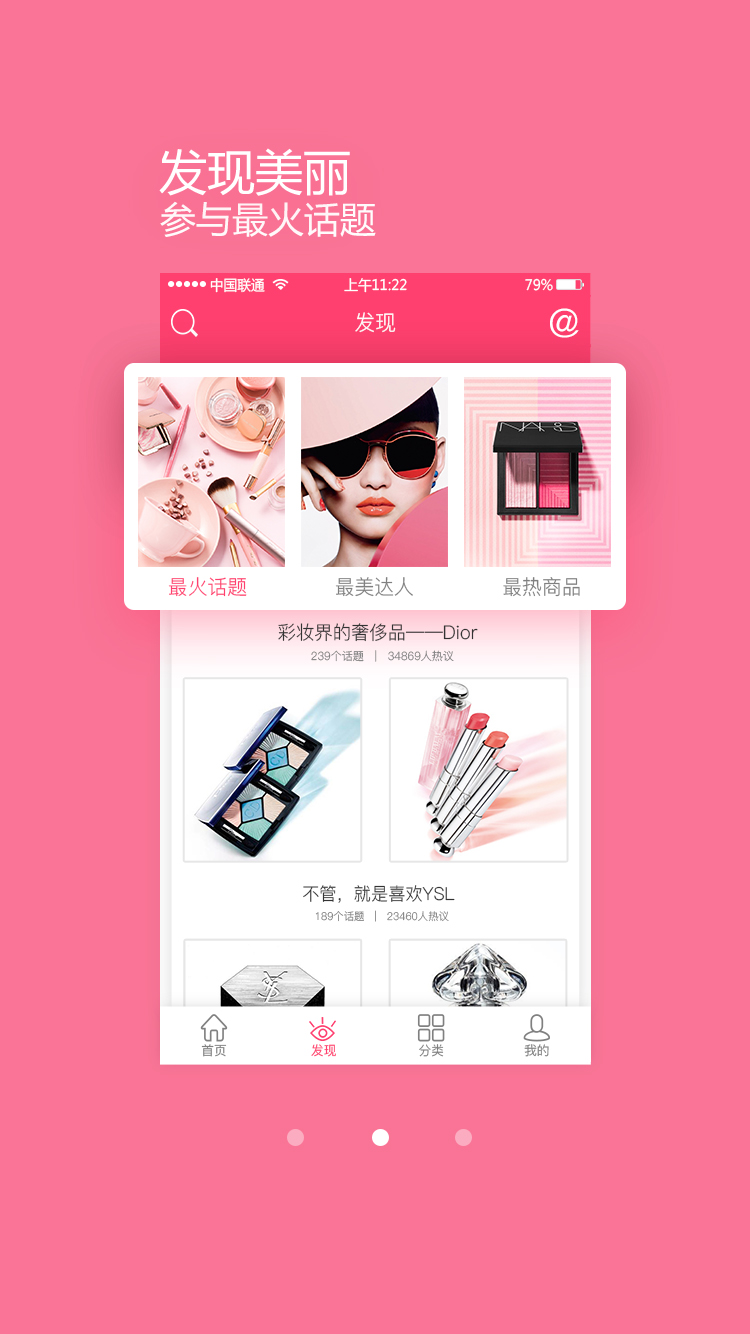 发现美丽
参与最火话题
中国联通 上午11:22 79%
发现 @
NARS
最火话题 最美达人 最热商品
彩妆界的奢侈品——Dior
239个话题 | 34869人热议
不管，就是喜欢YSL
189个话题 | 23460人热议
YSL
首页 发现 分类 我的